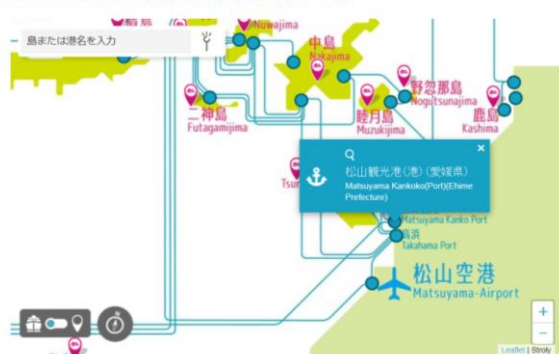 Nuwajima
島または港名を入力
中島
Nakajima
野忽那島
Nogutsunajima
二神島
Futagamijima
睦月島
Muzukijima
鹿島
Kashima
松山観光港(港)(愛媛県)
Matsuyama Kankoko(Port)(Ehime
Prefecture)
Matsuyama Kanko Port
高浜
Takahama Port
松山空港
Matsuyama-Airport
Leaflet | Stroly